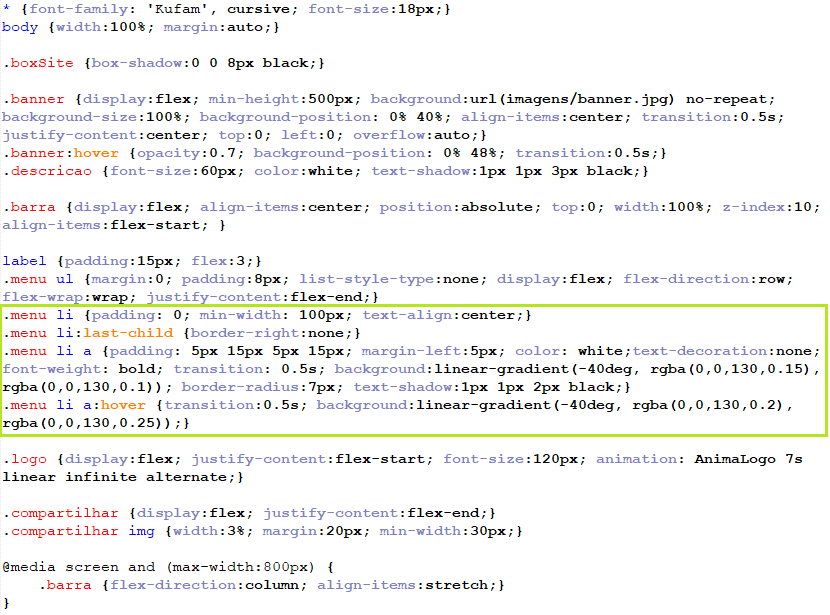 * {font-family: 'Kufam', cursive; font-size:18px;}
body {width:100%; margin:auto;}
.boxSite {box-shadow:0 0 8px black;}
.banner {display:flex; min-height:500px; background:url(imagens/banner.jpg) no-repeat;
background-size:100%; background-position: 0% 40%; align-items:center; transition:0.5s;
justify-content:center; top:0; left:0; overflow:auto;}
.banner:hover {opacity:0.7; background-position: 0% 48%; transition:0.5s;}
.descricao {font-size:60px; color:white; text-shadow:1px 1px 3px black;}
.barra {display:flex; align-items:center; position:absolute; top:0; width:100%; z-index:10;
align-items:flex-start; }
label {padding:15px; flex:3;}
.menu ul {margin:0; padding:8px; list-style-type:none; display:flex; flex-direction:row;
flex-wrap:wrap; justify-content:flex-end;}
.menu li {padding: 0; min-width: 100px; text-align:center;}
.menu li:last-child {border-right:none;}
.menu li a {padding: 5px 15px 5px 15px; margin-left:5px; color: white;text-decoration:none;
font-weight: bold; transition: 0.5s; background:linear-gradient(-40deg, rgba(0,0,130,0.15),
rgba(0,0,130,0.1)); border-radius:7px; text-shadow:1px 1px 2px black;}
.menu li a:hover {transition:0.5s; background:linear-gradient(-40deg, rgba(0,0,130,0.2),
rgba(0,0,130,0.25));}
.logo {display:flex; justify-content:flex-start; font-size:120px; animation: AnimaLogo 7s
linear infinite alternate;}
.compartilhar {display:flex; justify-content:flex-end;}
.compartilhar img {width:3%; margin:20px; min-width:30px;}
@media screen and (max-width:800px) {
.barra {flex-direction:column; align-items:stretch;}
}